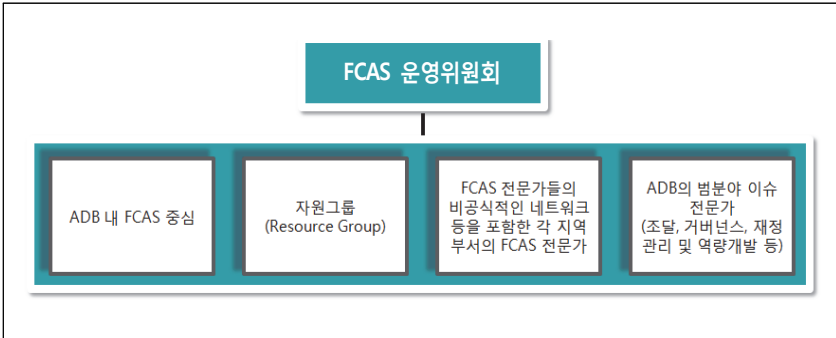 FCAS 운영위원회
ADB 내 FCAS 중심
자원그룹
(Resource Group)
FCAS 전문가들의
비공식적인 네트워크
등을 포함한 각 지역
부서의 FCAS 전문가
ADB의 범분야 이슈
전문가
(조달, 거버넌스, 재정
관리 및 역량개발 등)